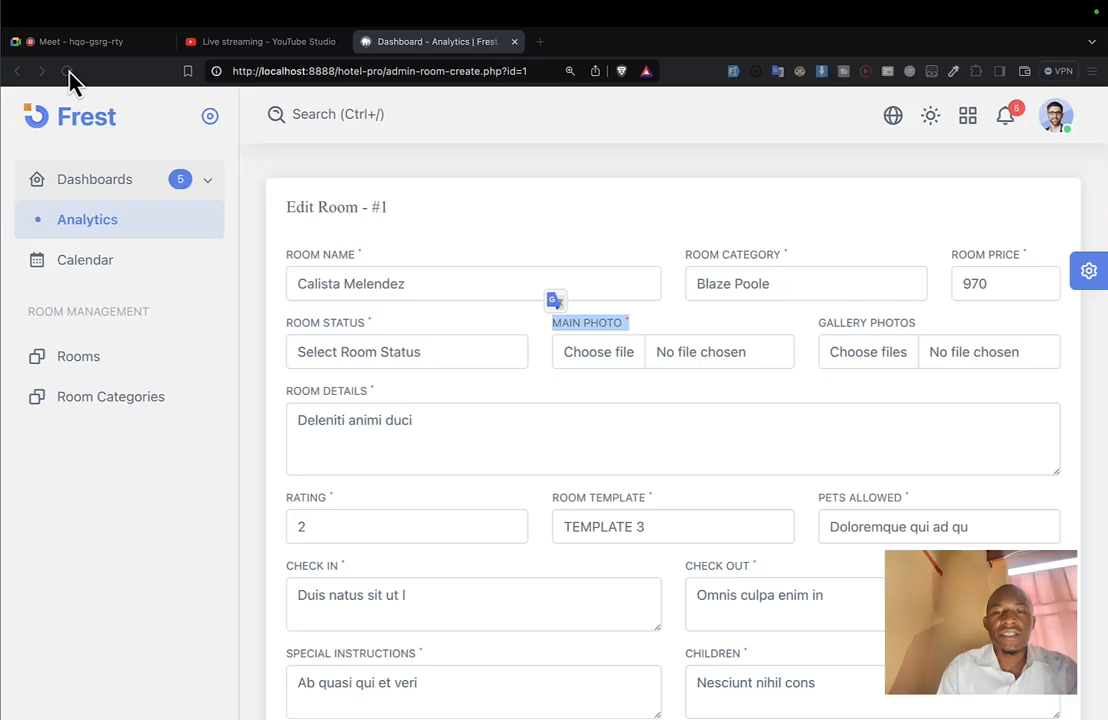 Meet - hqo-gsrg-rty
Live streaming - YouTube Studio
Dashboard - Analytics | Frest
http://localhost:8888/hotel-pro/admin-room-create.php?id=1
VPN
Frest
Search (Ctrl+/)
5
Dashboards
5
Analytics
Calendar
ROOM MANAGEMENT
Rooms
Room Categories
Edit Room - #1
ROOM NAME *
ROOM CATEGORY *
ROOM PRICE *
Calista Melendez
Blaze Poole
970
G
ROOM STATUS *
MAIN PHOTO *
GALLERY PHOTOS
Select Room Status
Choose file
No file chosen
Choose files
No file chosen
ROOM DETAILS *
Deleniti animi duci
RATING *
ROOM TEMPLATE *
PETS ALLOWED *
2
TEMPLATE 3
Doloremque qui ad qu
CHECK IN *
CHECK OUT *
Duis natus sit ut l
Omnis culpa enim in
SPECIAL INSTRUCTIONS *
CHILDREN *
Ab quasi qui et veri
Nesciunt nihil cons